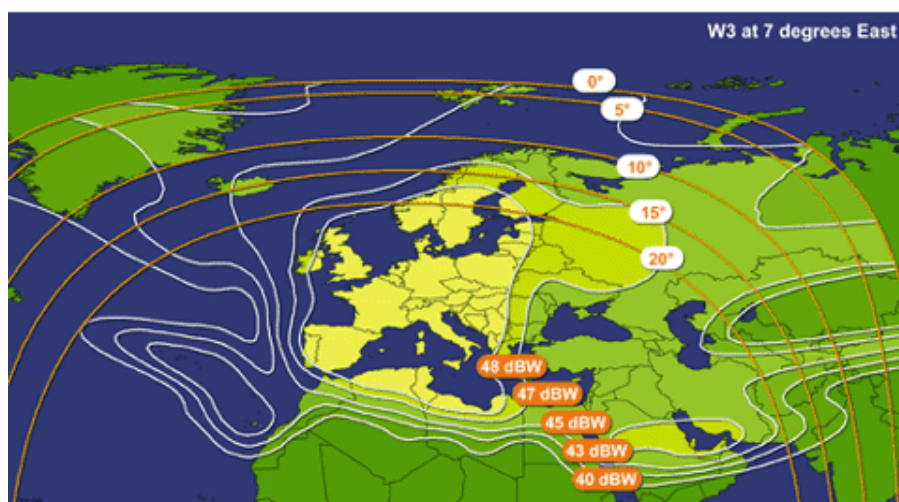 W3 at 7 degrees East
0°
5°
10°
15°
20°
48 dBW
47 dBW
45 dBW
43 dBW
40 dBW